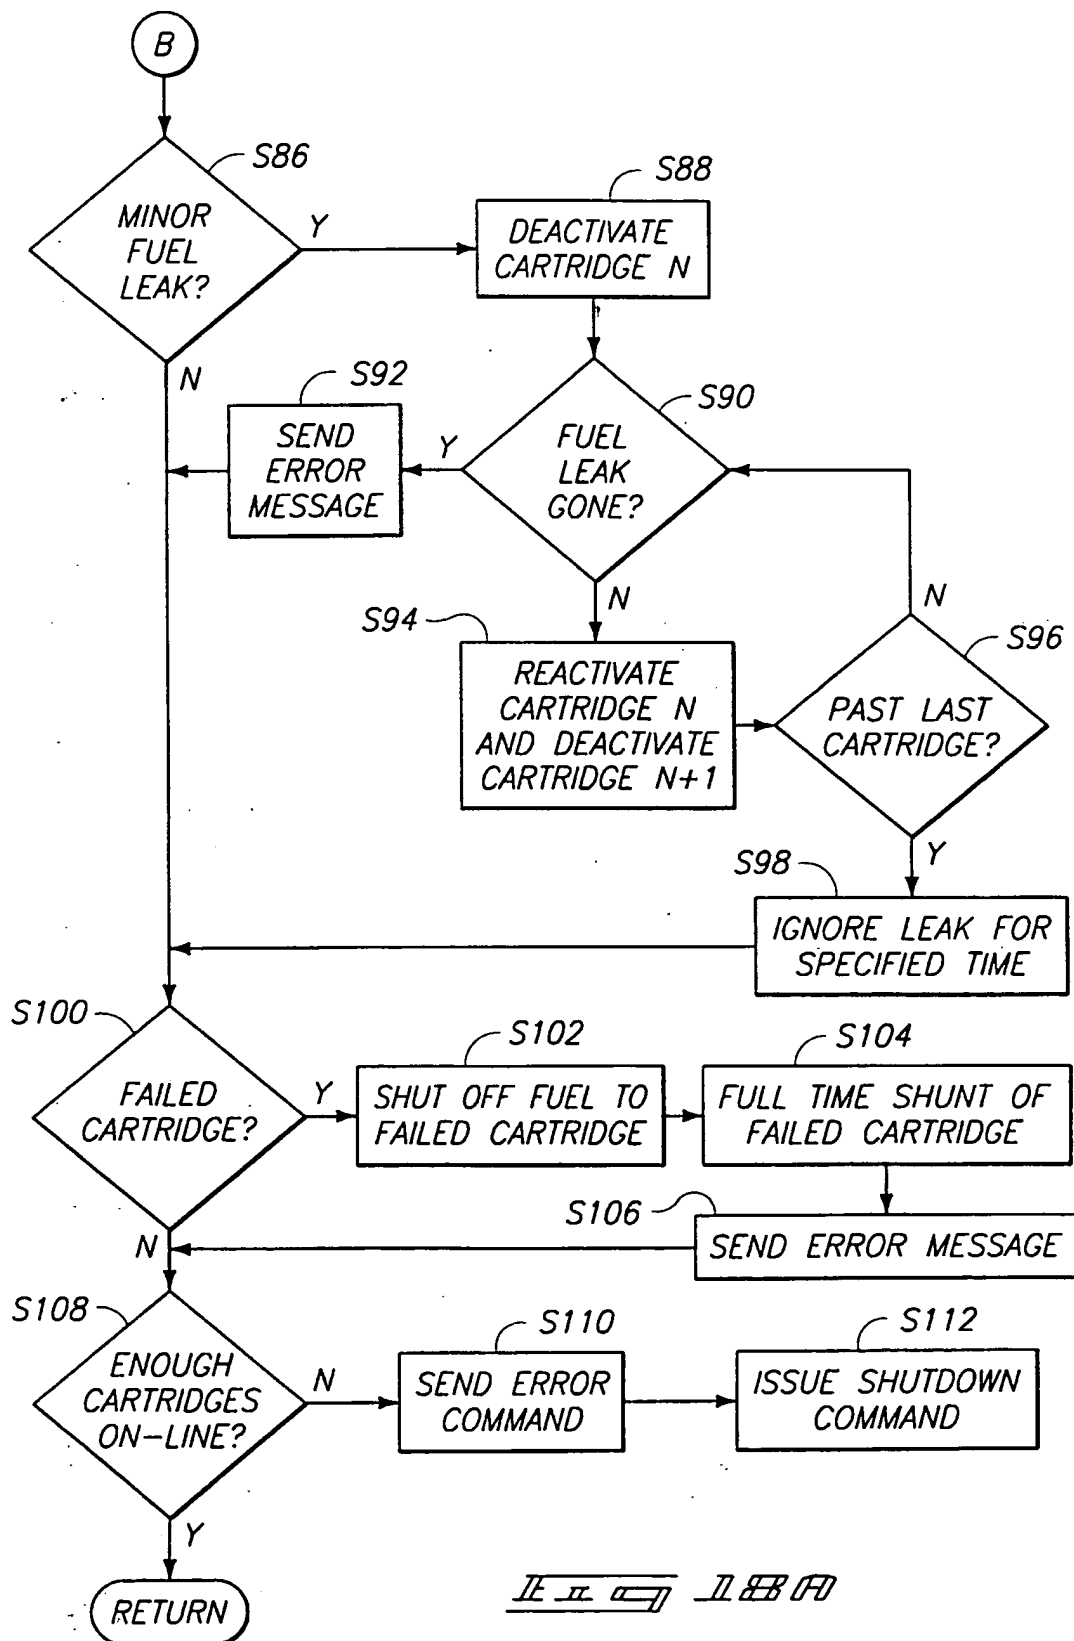 B
S86
MINOR
FUEL
LEAK?
Y
N
S88
DEACTIVATE
CARTRIDGE N
S92
SEND
ERROR
MESSAGE
Y
S90
FUEL
LEAK
GONE?
N
S94
REACTIVATE
CARTRIDGE N
AND DEACTIVATE
CARTRIDGE N+1
N
S96
PAST LAST
CARTRIDGE?
Y
S98
IGNORE LEAK FOR
SPECIFIED TIME
S100
FAILED
CARTRIDGE?
Y
N
S102
SHUT OFF FUEL TO
FAILED CARTRIDGE
S104
FULL TIME SHUNT OF
FAILED CARTRIDGE
S106
SEND ERROR MESSAGE
S108
ENOUGH
CARTRIDGES
ON-LINE?
N
Y
S110
SEND ERROR
COMMAND
S112
ISSUE SHUTDOWN
COMMAND
RETURN
Fig 18A